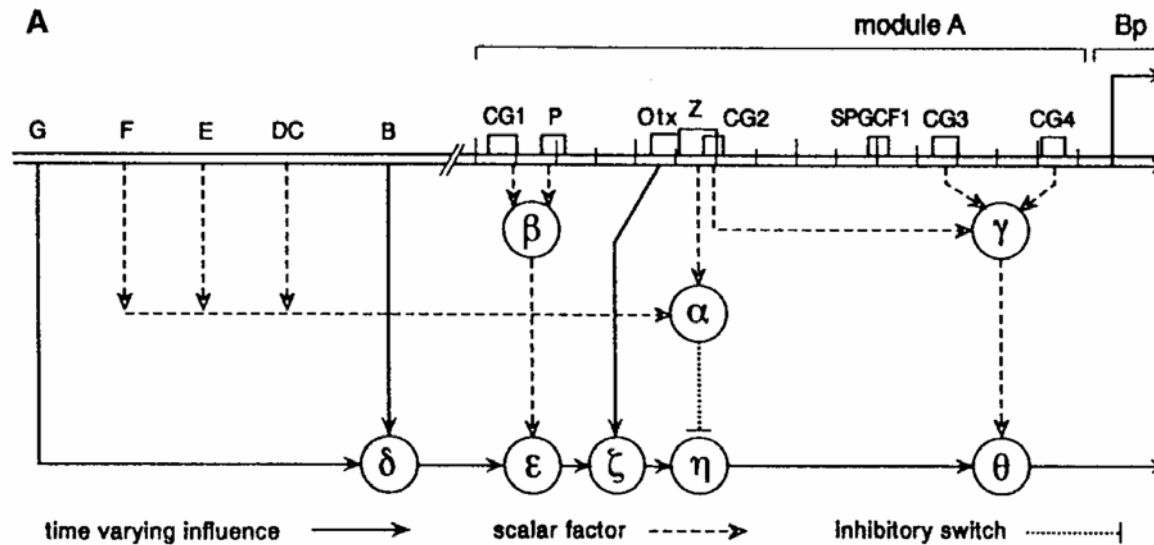 A
module A Bp
G F E DC B CG1 P Otx Z CG2 SPGCF1 CG3 CG4
β γ
α
δ ε ζ η θ
time varying influence scalar factor inhibitory switch